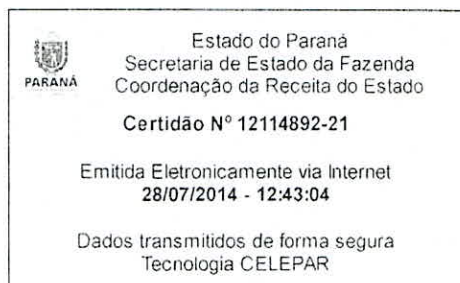 Estado do Paraná
Secretaria de Estado da Fazenda
PARANÁ
Coordenação da Receita do Estado
Certidão Nº 12114892-21
Emitida Eletronicamente via Internet
28/07/2014 - 12:43:04
Dados transmitidos de forma segura
Tecnologia CELEPAR